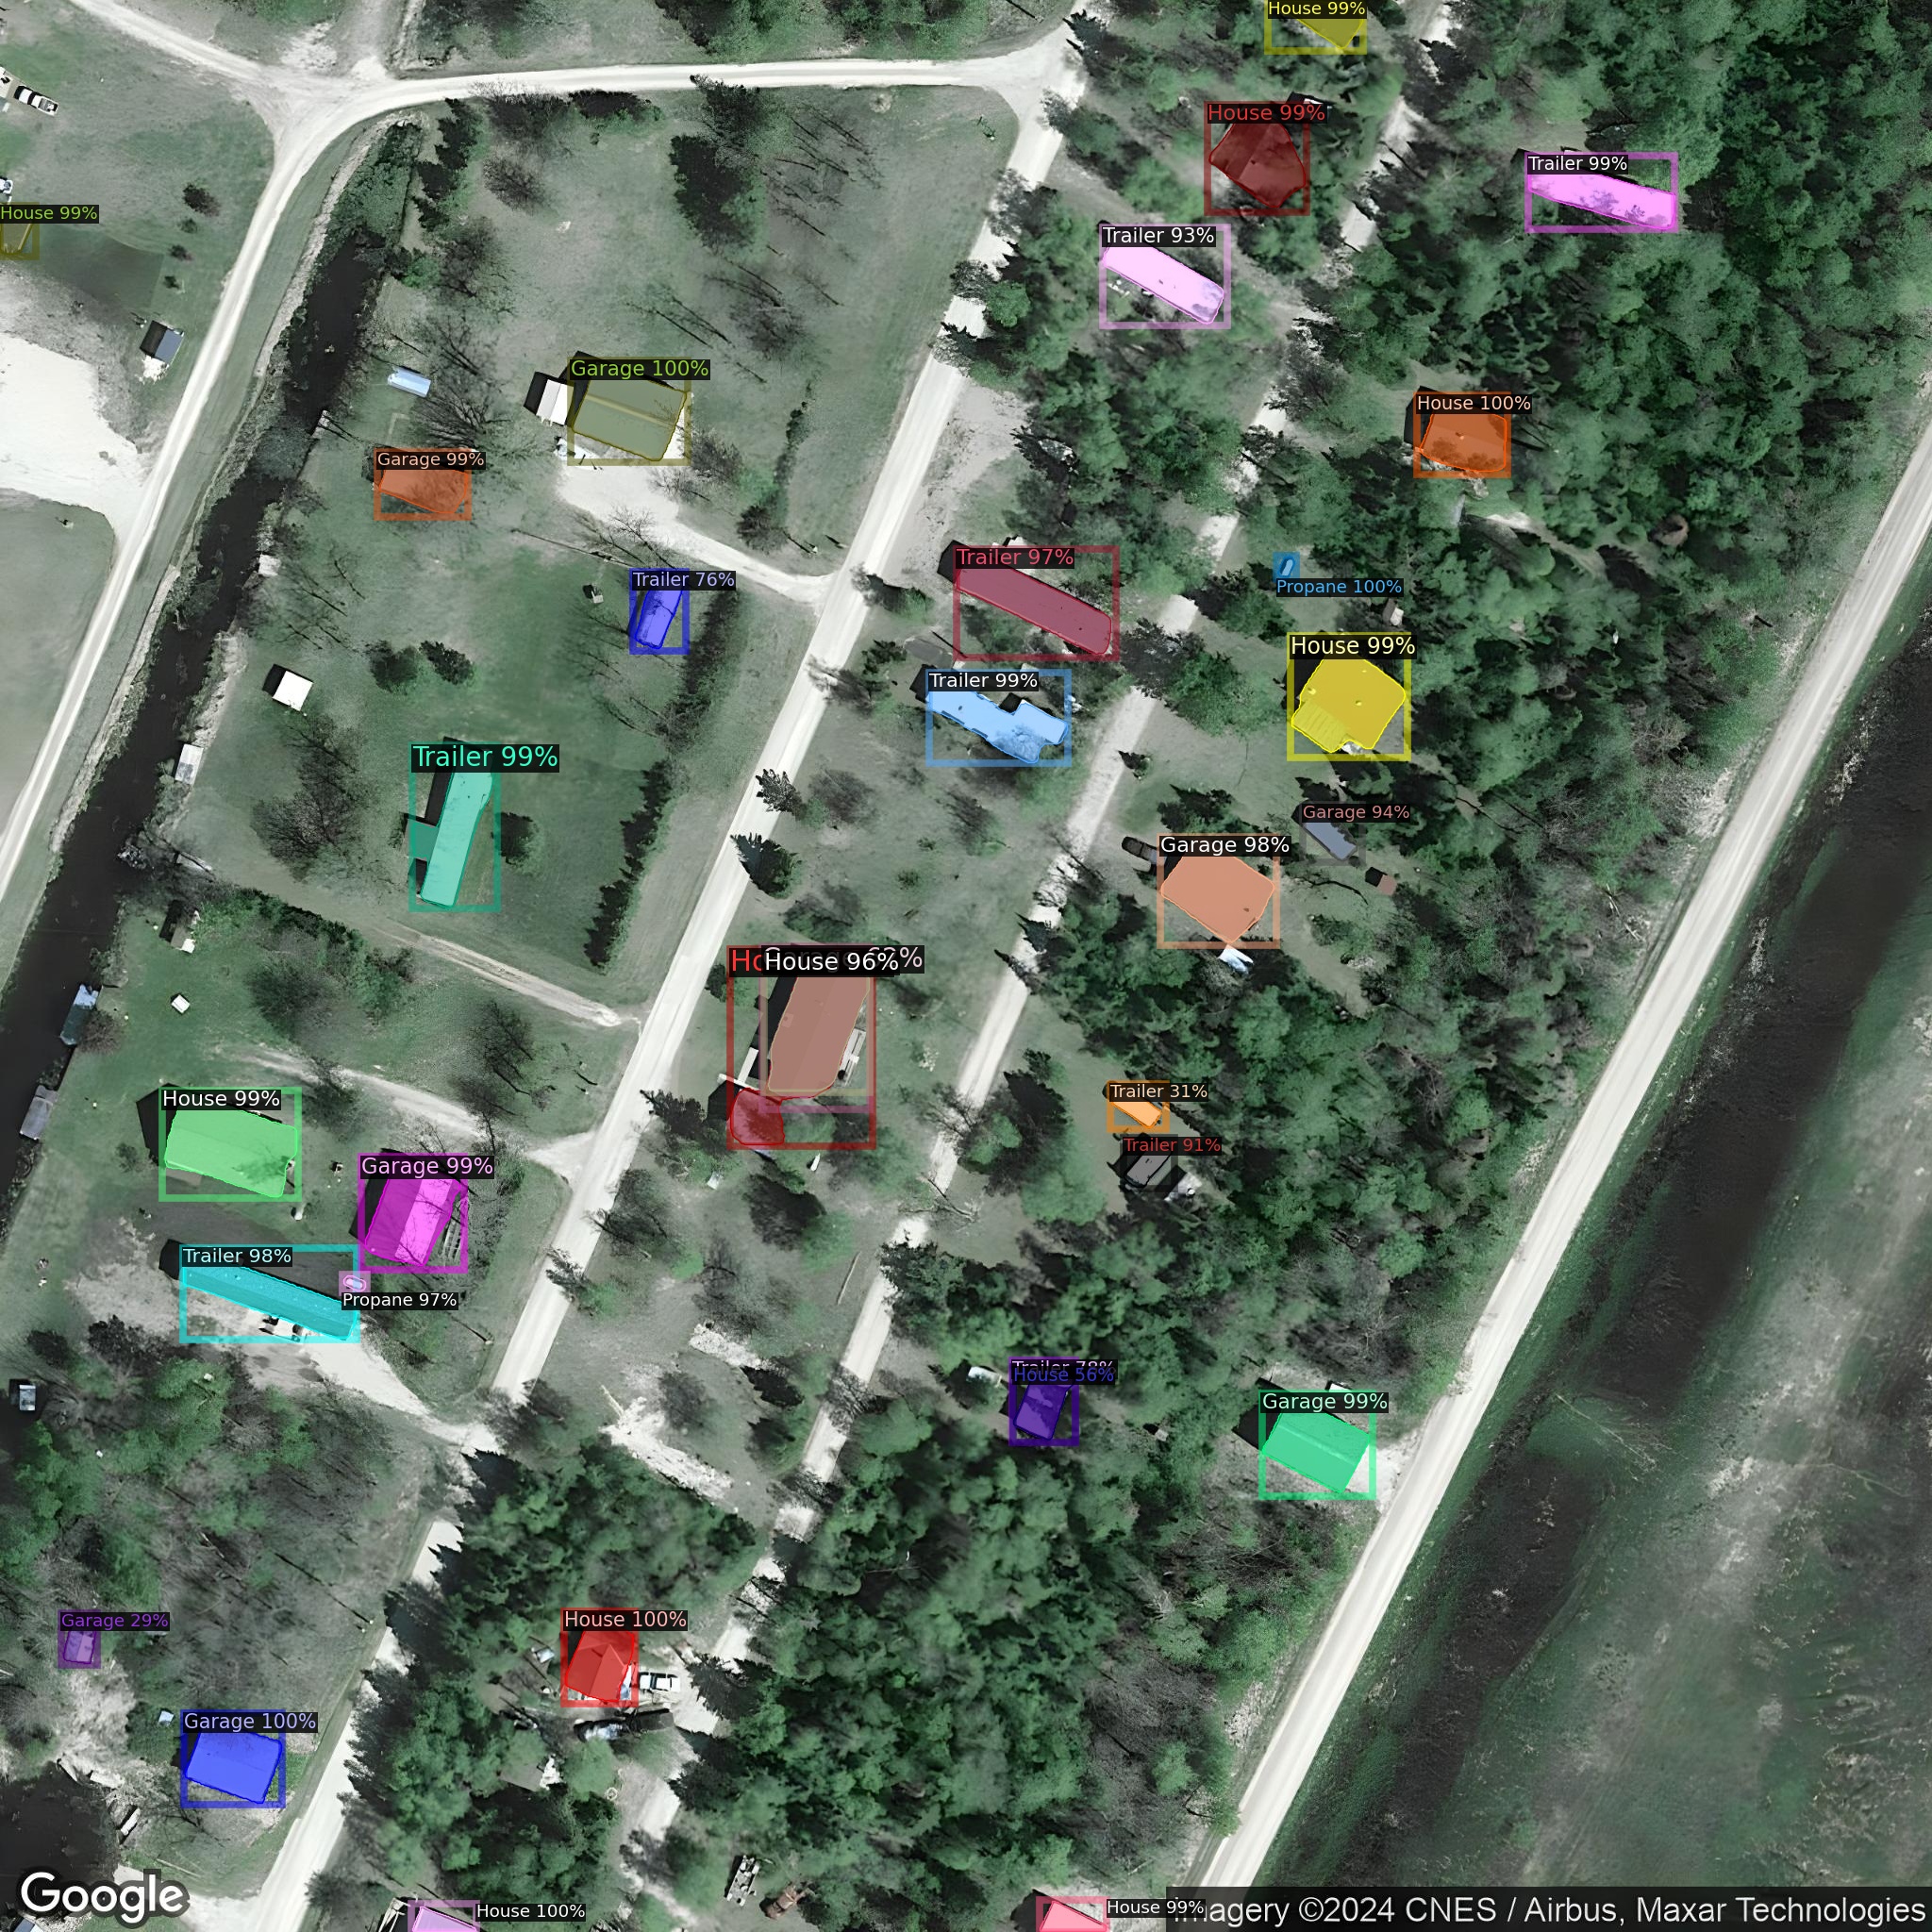 House 99%
House 99%
Trailer 99%
House 99%
Trailer 93%
Garage 100%
House 100%
Garage 99%
Trailer 97%
Trailer 76%
Propane 100%
House 99%
Trailer 99%
Trailer 99%
Garage 94%
Garage 98%
House 96%
Trailer 31%
House 99%
Trailer 91%
Garage 99%
Trailer 98%
Propane 97%
Trailer 78%
House 56%
Garage 99%
Garage 29%
House 100%
Garage 100%
Google
House 100%
House 99%
Imagery ©2024 CNES / Airbus, Maxar Technologies